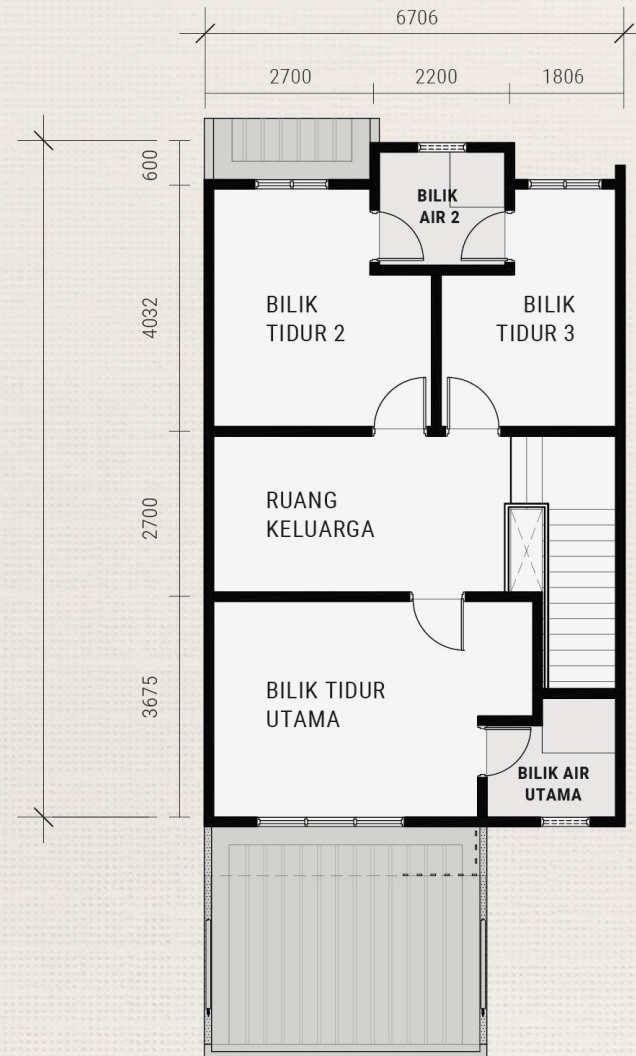 6706
2700
2200
1806
600
BILIK
AIR 2
4032
BILIK
TIDUR 2
BILIK
TIDUR 3
2700
RUANG
KELUARGA
3675
BILIK TIDUR
UTAMA
BILIK AIR
UTAMA